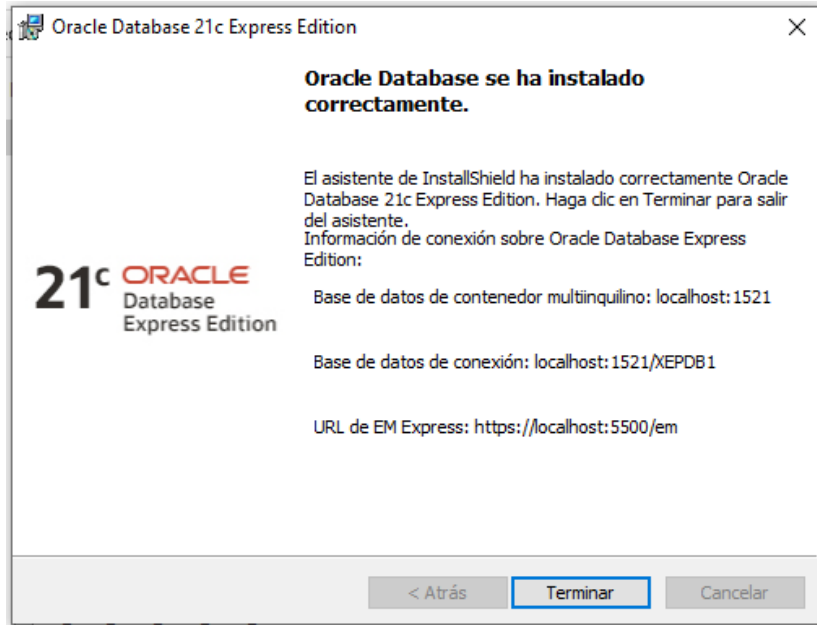 Oracle Database 21c Express Edition
Oracle Database se ha instalado
correctamente.
El asistente de InstallShield ha instalado correctamente Oracle
Database 21c Express Edition. Haga clic en Terminar para salir
del asistente.
Información de conexión sobre Oracle Database Express
Edition:
21c ORACLE
Database
Express Edition
Base de datos de contenedor multiinquilino: localhost:1521
Base de datos de conexión: localhost:1521/XEPDB1
URL de EM Express: https://localhost:5500/em
< Atrás
Terminar
Cancelar